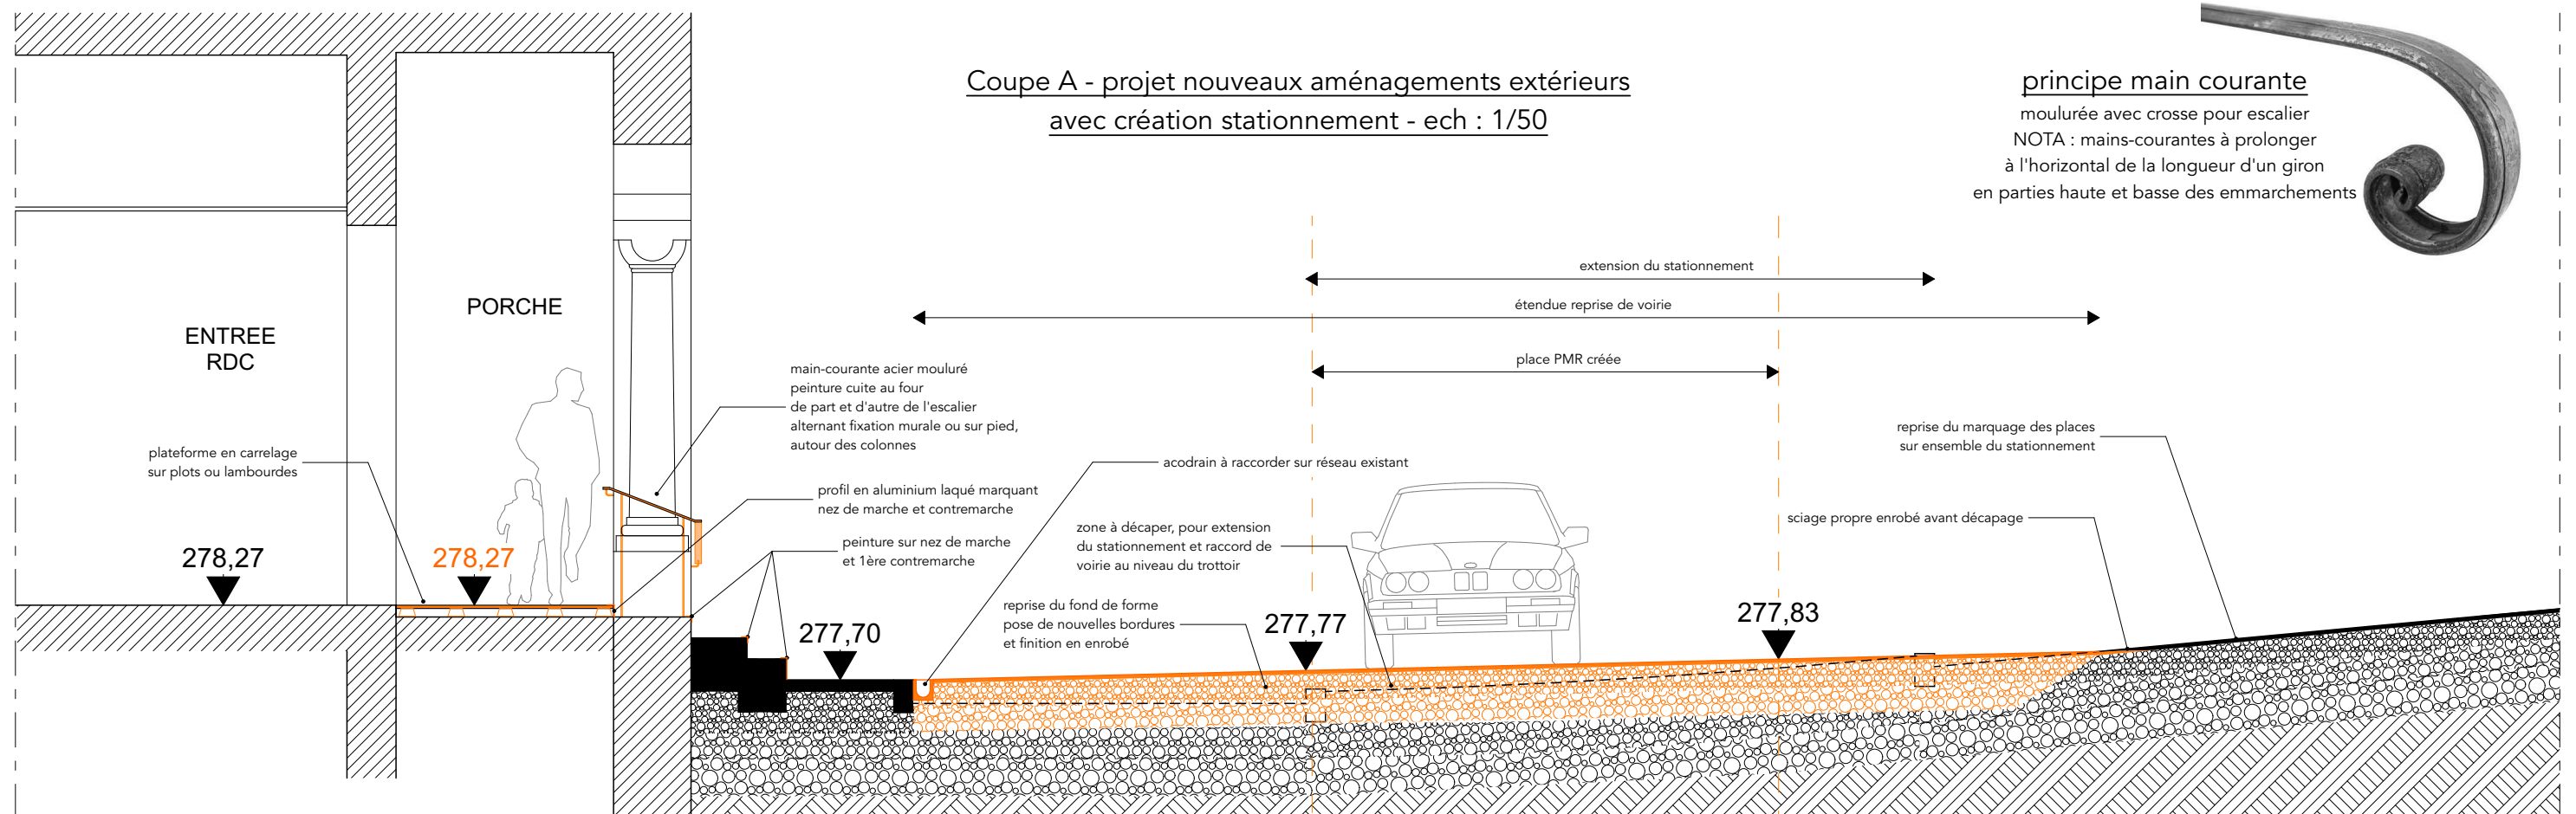 Coupe A - projet nouveaux aménagements extérieurs
avec création stationnement - ech : 1/50
principe main courante
moulurée avec crosse pour escalier
NOTA : mains-courantes à prolonger
à l'horizontal de la longueur d'un giron
en parties haute et basse des emmarchements
extension du stationnement
étendue reprise de voirie
place PMR créée
ENTREE
RDC
PORCHE
main-courante acier mouluré
peinture cuite au four
de part et d'autre de l'escalier
alternant fixation murale ou sur pied,
autour des colonnes
plateforme en carrelage
sur plots ou lambourdes
profil en aluminium laqué marquant
nez de marche et contremarche
peinture sur nez de marche
et 1ère contremarche
acodrain à raccorder sur réseau existant
zone à décaper, pour extension
du stationnement et raccord de
voirie au niveau du trottoir
reprise du fond de forme
pose de nouvelles bordures
et finition en enrobé
reprise du marquage des places
sur ensemble du stationnement
sciage propre enrobé avant décapage
278,27
278,27
277,70
277,77
277,83